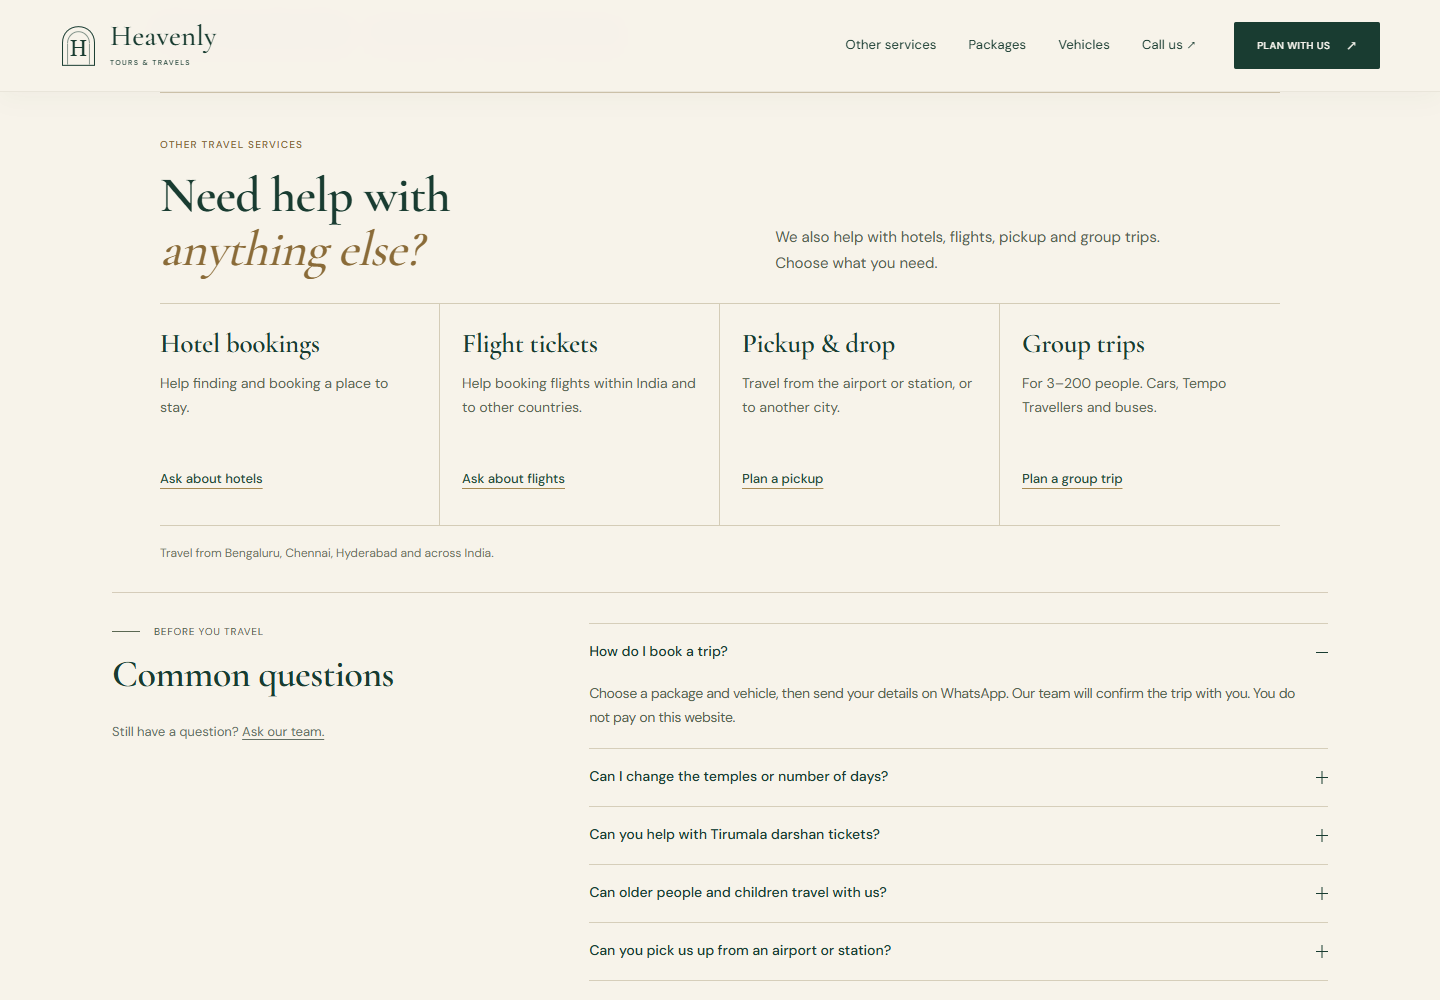 H
Heavenly
TOURS & TRAVELS
Other services
Packages
Vehicles
Call us ↗
PLAN WITH US ↗
OTHER TRAVEL SERVICES
Need help with
anything else?
We also help with hotels, flights, pickup and group trips.
Choose what you need.
Hotel bookings
Help finding and booking a place to
stay.
Ask about hotels
Flight tickets
Help booking flights within India and
to other countries.
Ask about flights
Pickup & drop
Travel from the airport or station, or
to another city.
Plan a pickup
Group trips
For 3–200 people. Cars, Tempo
Travellers and buses.
Plan a group trip
Travel from Bengaluru, Chennai, Hyderabad and across India.
BEFORE YOU TRAVEL
Common questions
Still have a question? Ask our team.
How do I book a trip?
Choose a package and vehicle, then send your details on WhatsApp. Our team will confirm the trip with you. You do
not pay on this website.
Can I change the temples or number of days?
Can you help with Tirumala darshan tickets?
Can older people and children travel with us?
Can you pick us up from an airport or station?